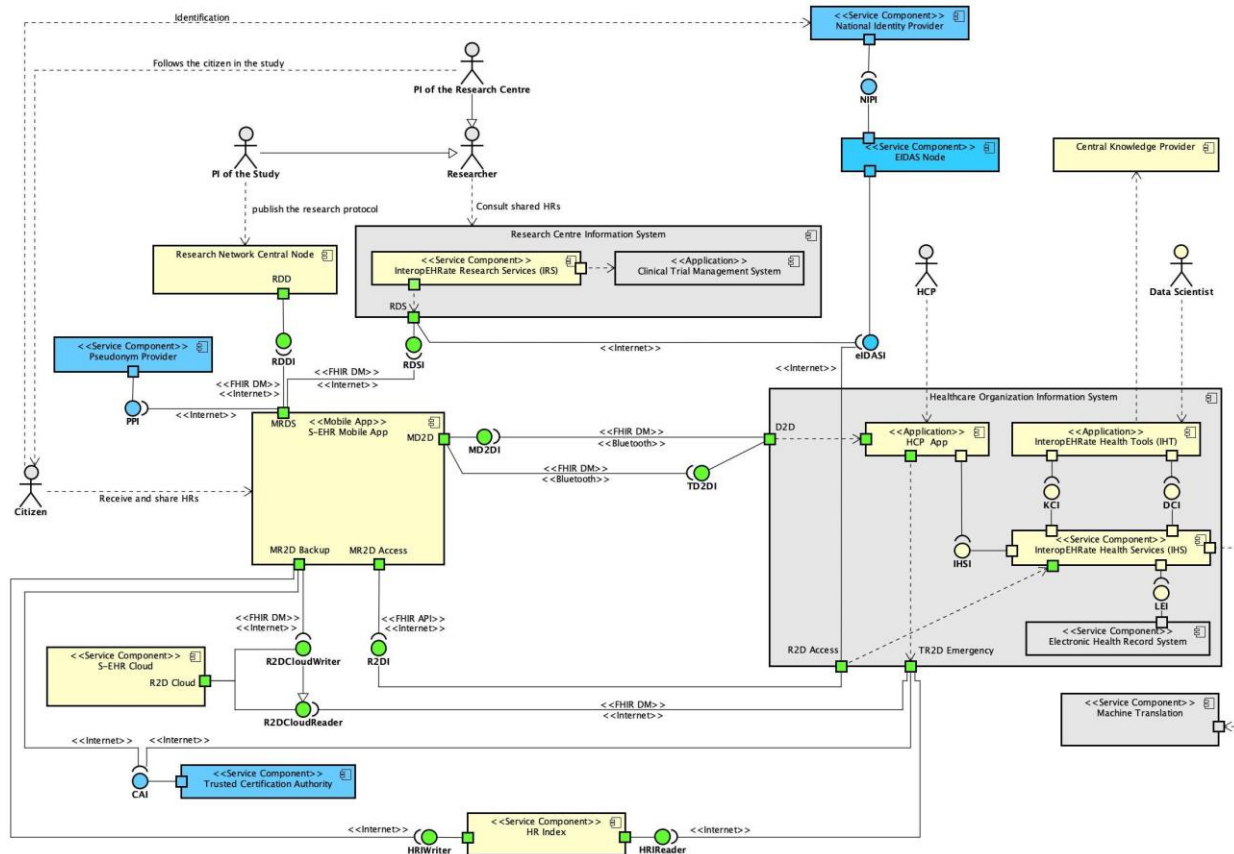 Identification
<<Service Component>>
National Identity Provider
Follows the citizen in the study
PI of the Research Centre
NIPI
<<Service Component>>
EIDAS Node
Central Knowledge Provider
PI of the Study
Researcher
publish the research protocol
Consult shared HRs
Research Centre Information System
Research Network Central Node
RDD
<<Service Component>>
InteropEHRate Research Services (IRS)
<<Application>>
Clinical Trial Management System
HCP
Data Scientist
RDS
<<Service Component>>
Pseudonym Provider
RDDI
RDSI
<<Internet>>
eIDASI
<<FHIR DM>>
<<Internet>>
<<FHIR DM>>
<<Internet>>
<<Internet>>
PPI
<<Internet>>
MRDS
<<Mobile App>>
S-EHR Mobile App
MD2D
MD2DI
<<FHIR DM>>
<<Bluetooth>>
<<FHIR DM>>
<<Bluetooth>>
TD2DI
Healthcare Organization Information System
D2D
<<Application>>
HCP App
<<Application>>
InteropEHRate Health Tools (IHT)
KCI
DCI
Citizen
Receive and share HRs
<<Service Component>>
InteropEHRate Health Services (IHS)
IHSI
LEI
MR2D Backup
MR2D Access
<<FHIR DM>>
<<Internet>>
<<FHIR API>>
<<Internet>>
<<Service Component>>
Electronic Health Record System
R2D Access
TR2D Emergency
<<Service Component>>
S-EHR Cloud
R2D Cloud
R2DCloudWriter
R2DI
R2DCloudReader
<<FHIR DM>>
<<Internet>>
<<Service Component>>
Machine Translation
<<Internet>>
<<Internet>>
CAI
<<Service Component>>
Trusted Certification Authority
<<Internet>>
HRIWriter
<<Service Component>>
HR Index
HRIReader
<<Internet>>